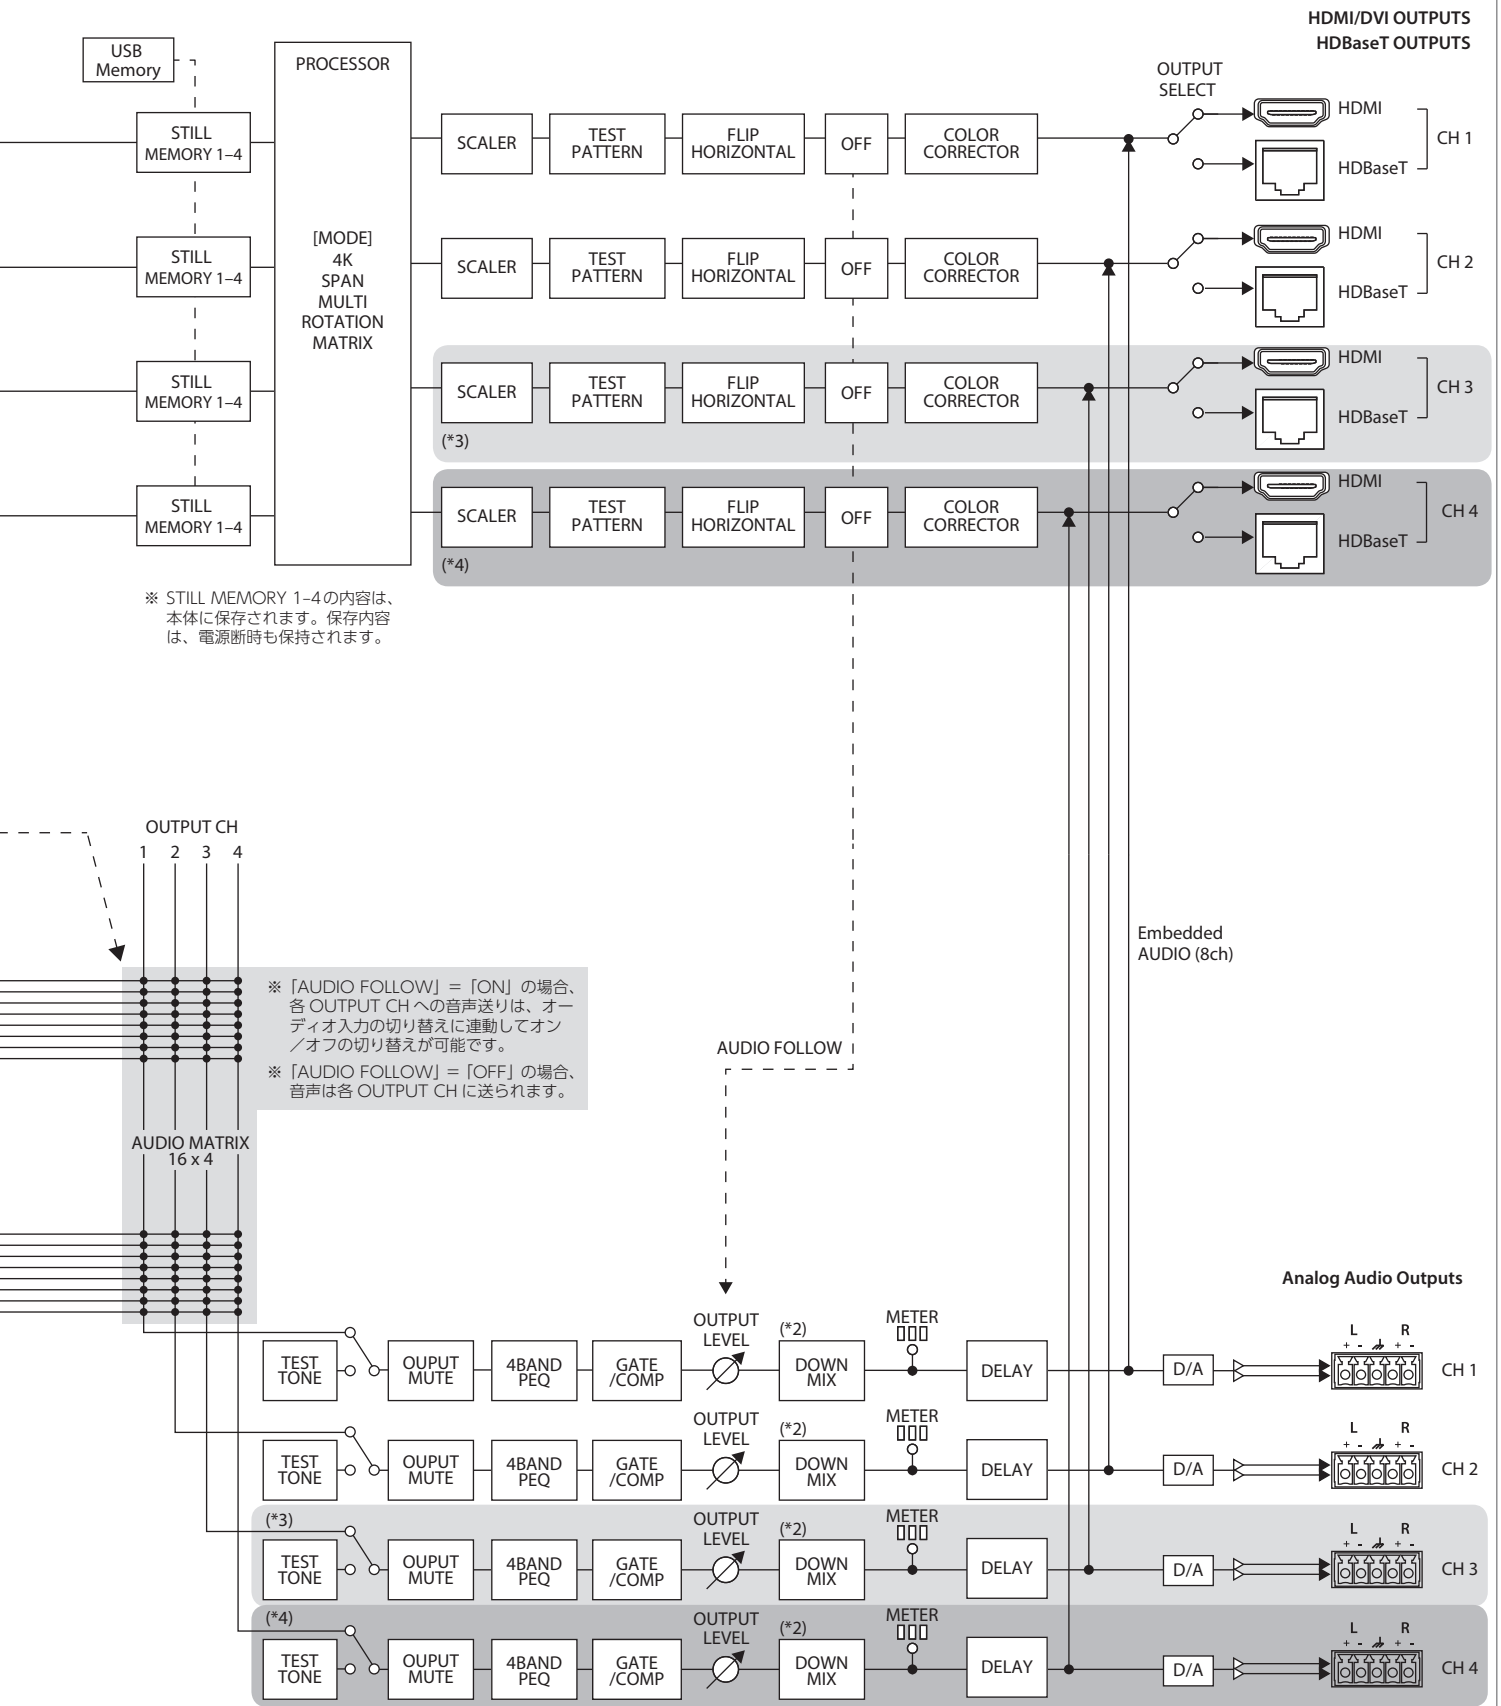 HDMI/DVI OUTPUTS
HDBaseT OUTPUTS
USB
Memory
PROCESSOR
[MODE]
4K
SPAN
MULTI
ROTATION
MATRIX
OUTPUT
SELECT
STILL
MEMORY 1–4
SCALER
TEST
PATTERN
FLIP
HORIZONTAL
OFF
COLOR
CORRECTOR
HDMI
HDBaseT
CH 1
STILL
MEMORY 1–4
SCALER
TEST
PATTERN
FLIP
HORIZONTAL
OFF
COLOR
CORRECTOR
HDMI
HDBaseT
CH 2
STILL
MEMORY 1–4
SCALER
TEST
PATTERN
FLIP
HORIZONTAL
OFF
COLOR
CORRECTOR
HDMI
HDBaseT
CH 3
(*3)
STILL
MEMORY 1–4
SCALER
TEST
PATTERN
FLIP
HORIZONTAL
OFF
COLOR
CORRECTOR
HDMI
HDBaseT
CH 4
(*4)
※ STILL MEMORY 1–4の内容は、
本体に保存されます。保存内容
は、電源断時も保持されます。
OUTPUT CH
1 2 3 4
Embedded
AUDIO (8ch)
※「AUDIO FOLLOW」=「ON」の場合、
各 OUTPUT CH への音声送りは、オー
ディオ入力の切り替えに連動してオン
／オフの切り替えが可能です。
※「AUDIO FOLLOW」=「OFF」の場合、
音声は各 OUTPUT CH に送られます。
AUDIO FOLLOW
AUDIO MATRIX
16 x 4
Analog Audio Outputs
TEST
TONE
OUPUT
MUTE
4BAND
PEQ
GATE
/COMP
OUTPUT
LEVEL
(*2)
DOWN
MIX
METER
DELAY
D/A
L R
+ - + -
CH 1
TEST
TONE
OUPUT
MUTE
4BAND
PEQ
GATE
/COMP
OUTPUT
LEVEL
(*2)
DOWN
MIX
METER
DELAY
D/A
L R
+ - + -
CH 2
(*3)
TEST
TONE
OUPUT
MUTE
4BAND
PEQ
GATE
/COMP
OUTPUT
LEVEL
(*2)
DOWN
MIX
METER
DELAY
D/A
L R
+ - + -
CH 3
(*4)
TEST
TONE
OUPUT
MUTE
4BAND
PEQ
GATE
/COMP
OUTPUT
LEVEL
(*2)
DOWN
MIX
METER
DELAY
D/A
L R
+ - + -
CH 4